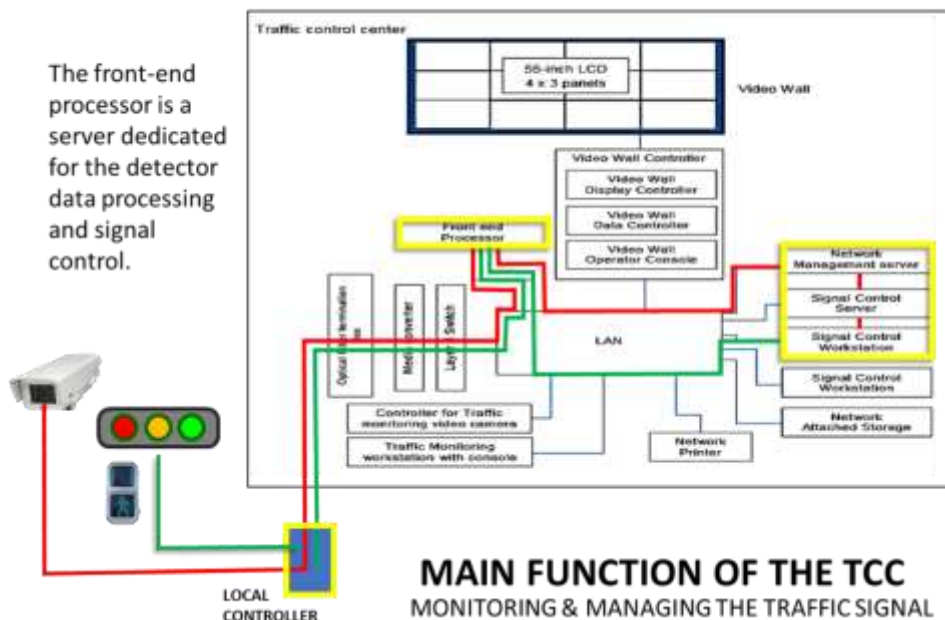 Traffic control center
The front-end
processor is a
server dedicated
for the detector
data processing
and signal
control.
55-inch LCD
4 x 3 panels
Video Wall
Video Wall Controller
Video Wall
Display Controller
Video Wall
Data Controller
Video Wall
Operator Console
Front end
Processor
Network
Management server
Signal Control
Server
Signal Control
Workstation
Optical
Media
Switch
LAN
Signal Control
Workstation
Network
Attached Storage
Controller for Traffic
monitoring video camera
Traffic Monitoring
workstation with console
Network
Printer
LOCAL
CONTROLLER
MAIN FUNCTION OF THE TCC
MONITORING & MANAGING THE TRAFFIC SIGNAL